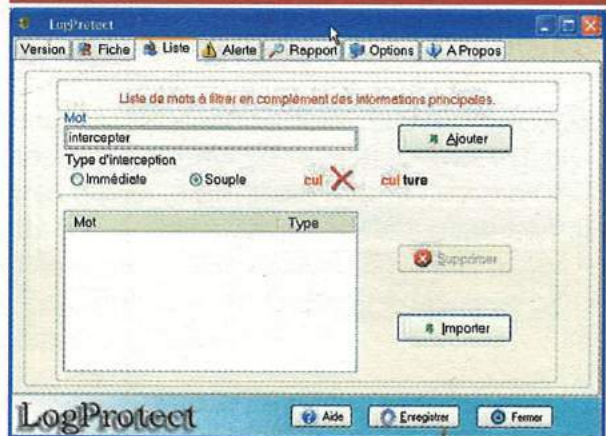 LogProtect
Version Fiche Liste Alerte Rapport Options A Propos
Liste de mots à filtrer en complément des informations principales.
Mot
intercepter
Ajouter
Type d'interception
Immédiate Souple cul cul ture
Mot Type
Supprimer
Importer
LogProtect Aide Enregistrer Fermer